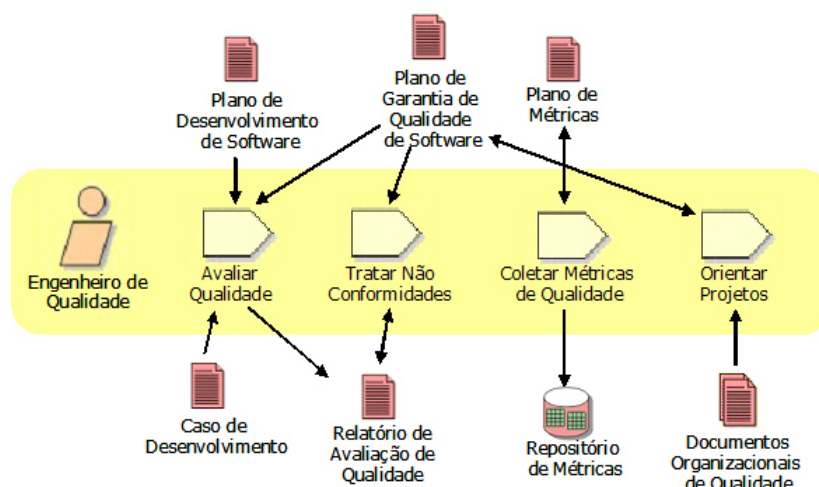 Plano de
Desenvolvimento
de Software
Plano de
Garantia de
Qualidade
de Software
Plano de
Métricas
Engenheiro de
Qualidade
Avaliar
Qualidade
Tratar Não
Conformidades
Coletar Métricas
de Qualidade
Orientar
Projetos
Caso de
Desenvolvimento
Relatório de
Avaliação de
Qualidade
Repositório
de Métricas
Documentos
Organizacionais
de Qualidade